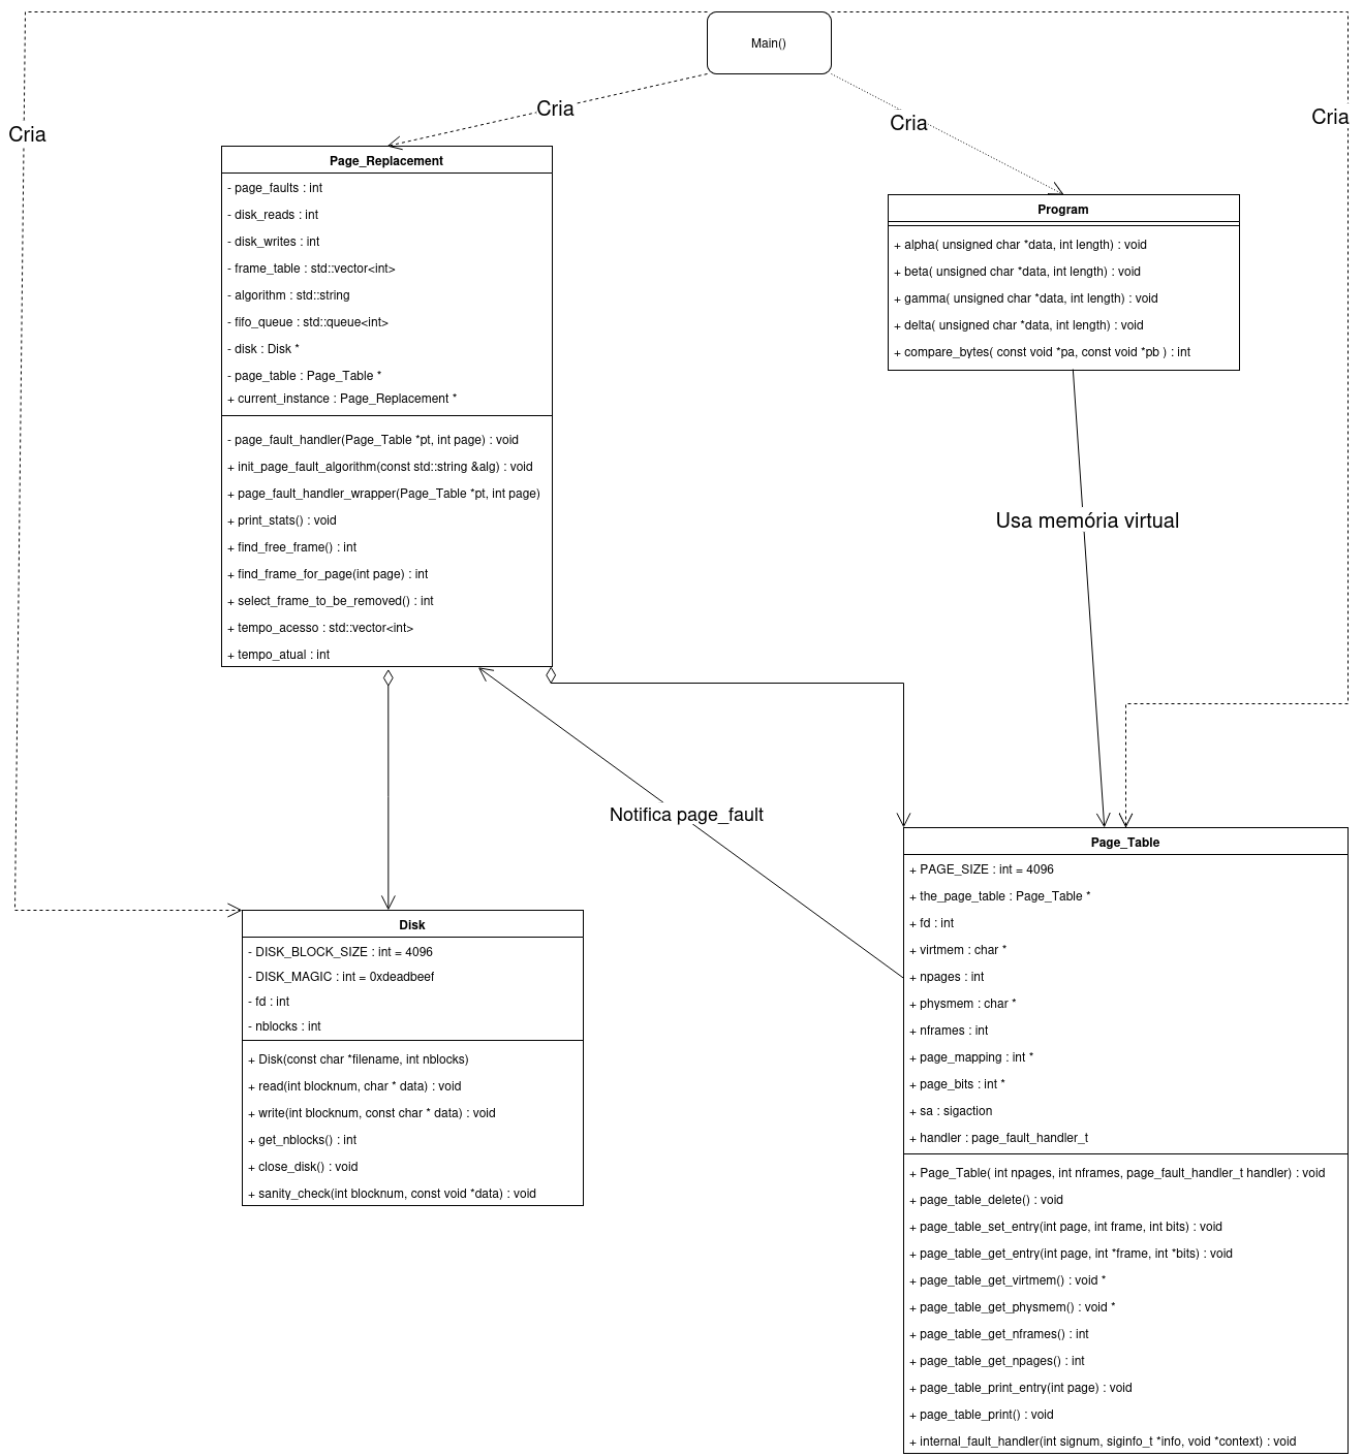 Main()
Cria
Cria
Cria
Cria
Page_Replacement
- page_faults : int
- disk_reads : int
- disk_writes : int
- frame_table : std::vector<int>
- algorithm : std::string
- fifo_queue : std::queue<int>
- disk : Disk *
- page_table : Page_Table *
+ current_instance : Page_Replacement *
- page_fault_handler(Page_Table *pt, int page) : void
+ init_page_fault_algorithm(const std::string &alg) : void
+ page_fault_handler_wrapper(Page_Table *pt, int page)
+ print_stats() : void
+ find_free_frame() : int
+ find_frame_for_page(int page) : int
+ select_frame_to_be_removed() : int
+ tempo_acesso : std::vector<int>
+ tempo_atual : int
Program
+ alpha( unsigned char *data, int length) : void
+ beta( unsigned char *data, int length) : void
+ gamma( unsigned char *data, int length) : void
+ delta( unsigned char *data, int length) : void
+ compare_bytes( const void *pa, const void *pb ) : int
Usa memória virtual
Notifica page_fault
Disk
- DISK_BLOCK_SIZE : int = 4096
- DISK_MAGIC : int = 0xdeadbeef
- fd : int
- nblocks : int
+ Disk(const char *filename, int nblocks)
+ read(int blocknum, char * data) : void
+ write(int blocknum, const char * data) : void
+ get_nblocks() : int
+ close_disk() : void
+ sanity_check(int blocknum, const void *data) : void
Page_Table
+ PAGE_SIZE : int = 4096
+ the_page_table : Page_Table *
+ fd : int
+ virtmem : char *
+ npages : int
+ physmem : char *
+ nframes : int
+ page_mapping : int *
+ page_bits : int *
+ sa : sigaction
+ handler : page_fault_handler_t
+ Page_Table( int npages, int nframes, page_fault_handler_t handler) : void
+ page_table_delete() : void
+ page_table_set_entry(int page, int frame, int bits) : void
+ page_table_get_entry(int page, int *frame, int *bits) : void
+ page_table_get_virtmem() : void *
+ page_table_get_physmem() : void *
+ page_table_get_nframes() : int
+ page_table_get_npages() : int
+ page_table_print_entry(int page) : void
+ page_table_print() : void
+ internal_fault_handler(int signum, siginfo_t *info, void *context) : void